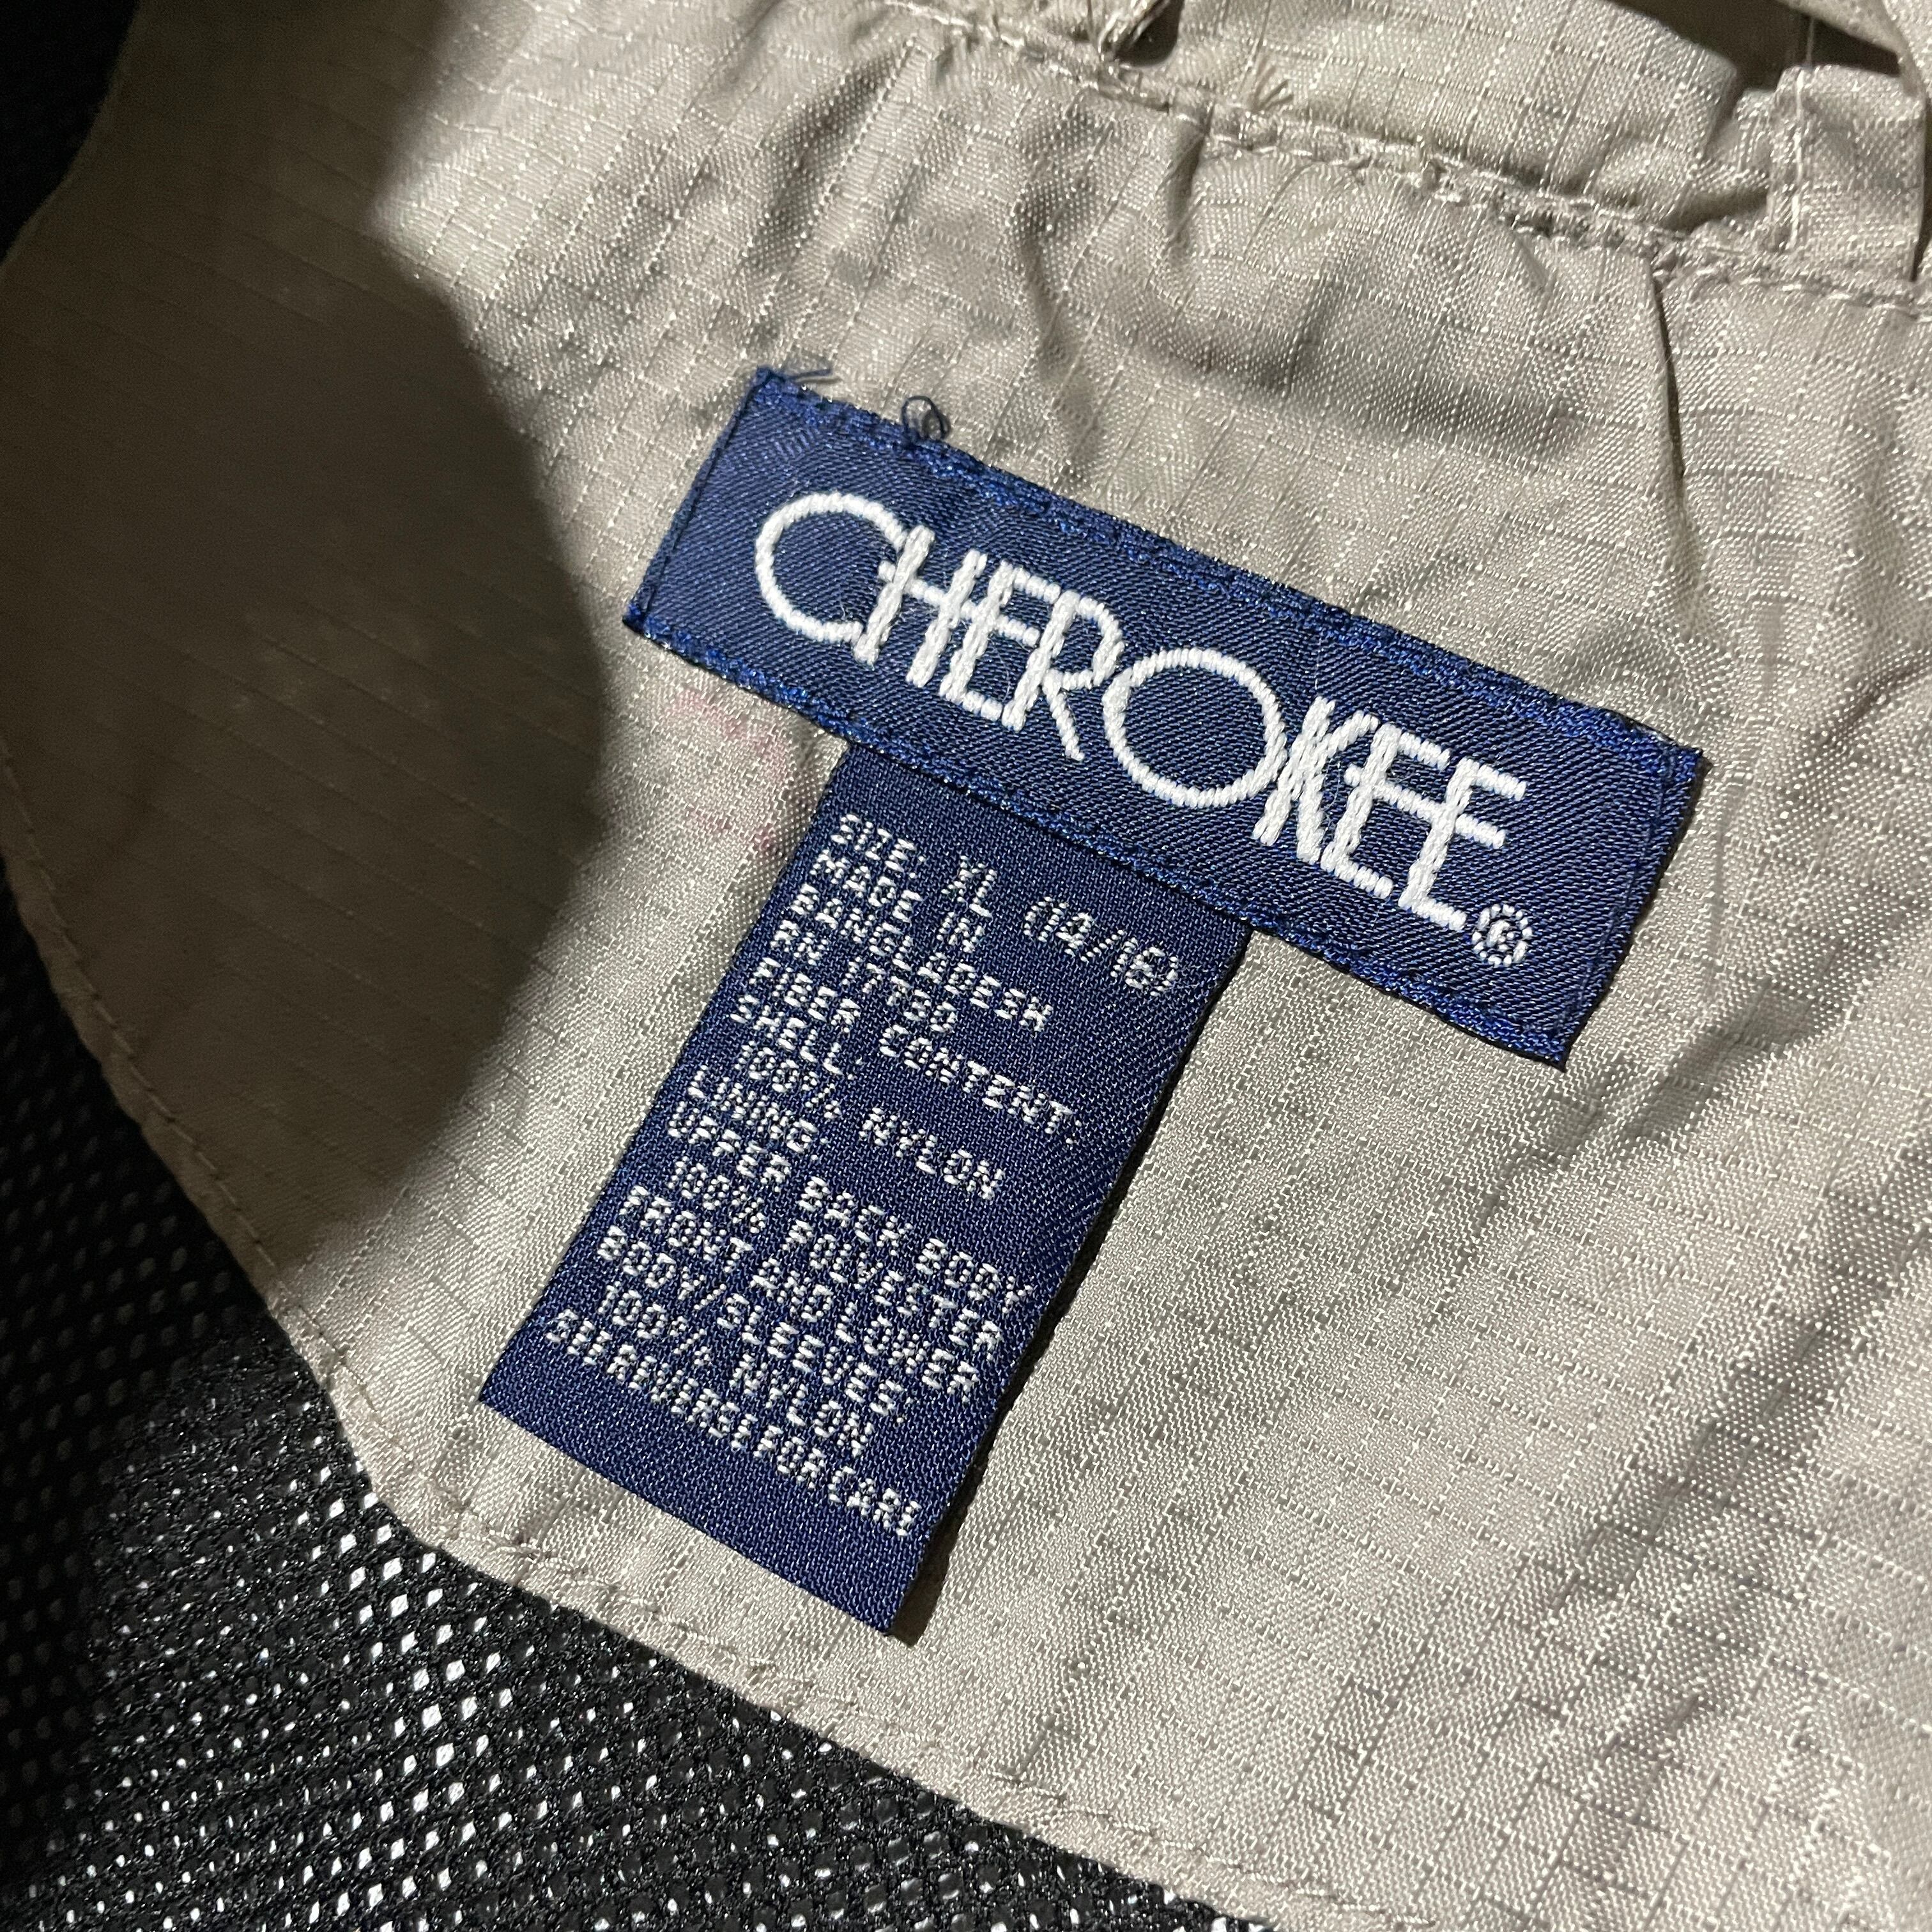 CHEROKEE®
SIZE: XL (14/16)
MADE IN
BANGLADESH
RN 17730
FIBER CONTENT:
SHELL:
100% NYLON
LINING:
UPPER BACK BODY
100% POLYESTER
FRONT AND LOWER
BODY/SLEEVES:
100% NYLON
SEE REVERSE FOR CARE